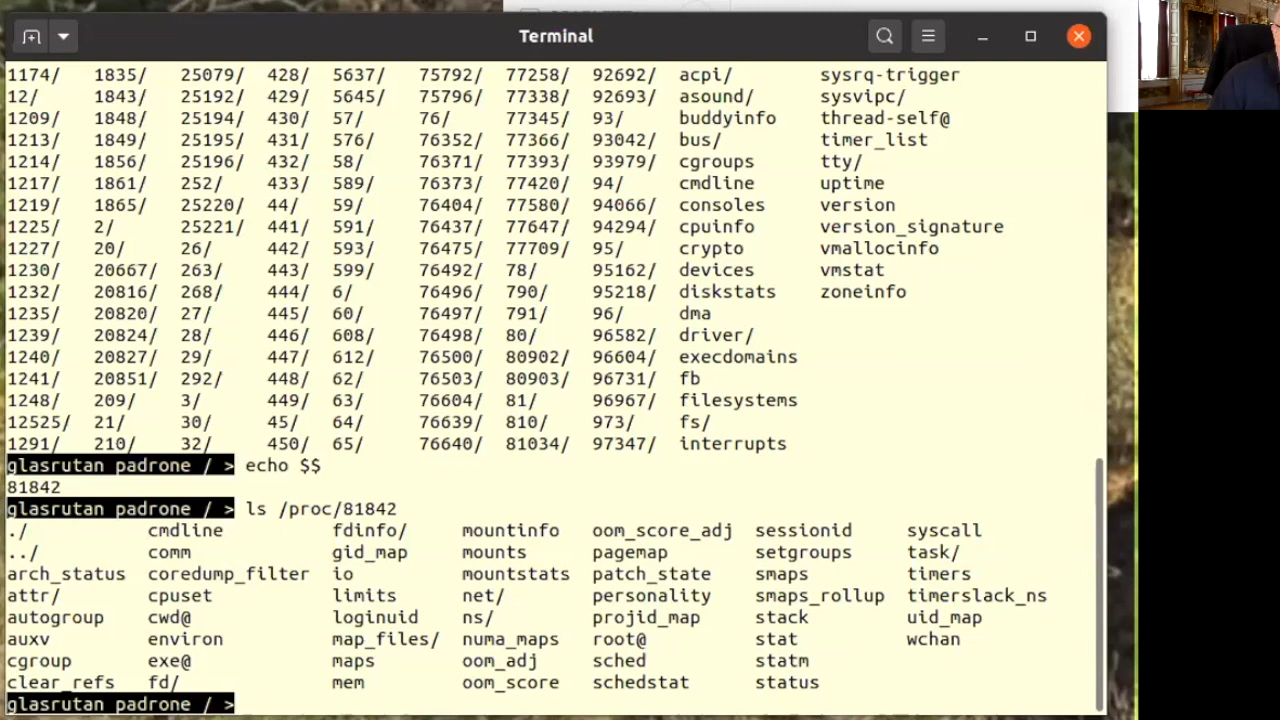 Terminal
1174/ 1835/ 25079/ 428/ 5637/ 75792/ 77258/ 92692/ acpi/ sysrq-trigger
12/ 1843/ 25192/ 429/ 5645/ 75796/ 77338/ 92693/ asound/ sysvipc/
1209/ 1848/ 25194/ 430/ 57/ 76/ 77345/ 93/ buddyinfo thread-self@
1213/ 1849/ 25195/ 431/ 576/ 76352/ 77366/ 93042/ bus/ timer_list
1214/ 1856/ 25196/ 432/ 58/ 76371/ 77393/ 93979/ cgroups tty/
1217/ 1861/ 252/ 433/ 589/ 76373/ 77420/ 94/ cmdline uptime
1219/ 1865/ 25220/ 44/ 59/ 76404/ 77580/ 94066/ consoles version
1225/ 2/ 25221/ 441/ 591/ 76437/ 77647/ 94294/ cpuinfo version_signature
1227/ 20/ 26/ 442/ 593/ 76475/ 77709/ 95/ crypto vmallocinfo
1230/ 20667/ 263/ 443/ 599/ 76492/ 78/ 95162/ devices vmstat
1232/ 20816/ 268/ 444/ 6/ 76496/ 790/ 95218/ diskstats zoneinfo
1235/ 20820/ 27/ 445/ 60/ 76497/ 791/ 96/ dma
1239/ 20824/ 28/ 446/ 608/ 76498/ 80/ 96582/ driver/
1240/ 20827/ 29/ 447/ 612/ 76500/ 80902/ 96604/ execdomains
1241/ 20851/ 292/ 448/ 62/ 76503/ 80903/ 96731/ fb
1248/ 209/ 3/ 449/ 63/ 76604/ 81/ 96967/ filesystems
12525/ 21/ 30/ 45/ 64/ 76639/ 810/ 973/ fs/
1291/ 210/ 32/ 450/ 65/ 76640/ 81034/ 97347/ interrupts
glasrutan padrone / > echo $$
81842
glasrutan padrone / > ls /proc/81842
./ cmdline fdinfo/ mountinfo oom_score_adj sessionid syscall
../ comm gid_map mounts pagemap setgroups task/
arch_status coredump_filter io mountstats patch_state smaps timers
attr/ cpuset limits net/ personality smaps_rollup timerslack_ns
autogroup cwd@ loginuid ns/ projid_map stack uid_map
auxv environ map_files/ numa_maps root@ stat wchan
cgroup exe@ maps oom_adj sched statm
clear_refs fd/ mem oom_score schedstat status
glasrutan padrone / >